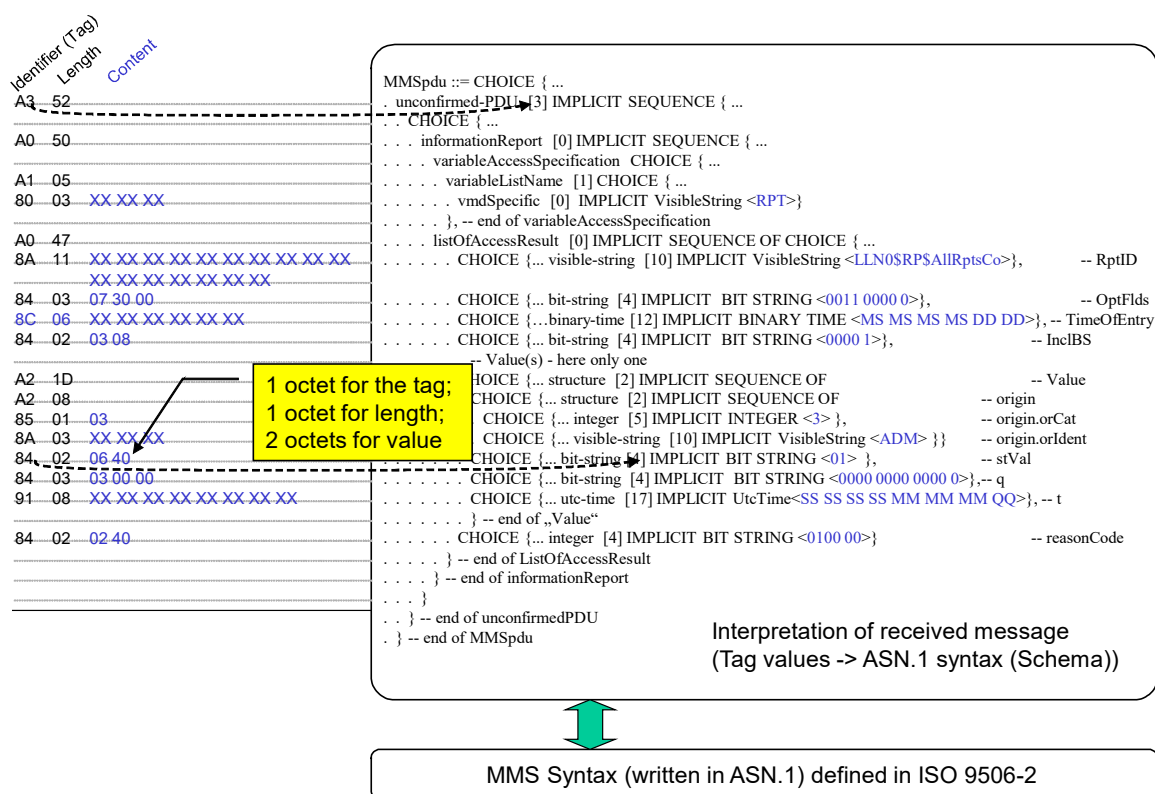 Identifier (Tag)
Length
Content
A3 52
A0 50
A1 05
80 03 XX XX XX
A0 47
8A 11 XX XX XX XX XX XX XX XX XX XX
XX XX XX XX XX XX XX
84 03 07 30 00
8C 06 XX XX XX XX XX XX
84 02 03 08
A2 1D
A2 08
85 01 03
8A 03 XX XX XX
84 02 06 40
84 03 03 00 00
91 08 XX XX XX XX XX XX XX XX
84 02 02 40
1 octet for the tag;
1 octet for length;
2 octets for value
MMSpdu ::= CHOICE { ...
. unconfirmed-PDU [3] IMPLICIT SEQUENCE { ...
. . CHOICE { ...
. . . informationReport [0] IMPLICIT SEQUENCE { ...
. . . . variableAccessSpecification CHOICE { ...
. . . . . variableListName [1] CHOICE { ...
. . . . . . vmdSpecific [0] IMPLICIT VisibleString <RPT>}
. . . . . }, -- end of variableAccessSpecification
. . . . listOfAccessResult [0] IMPLICIT SEQUENCE OF CHOICE { ...
. . . . . . CHOICE {... visible-string [10] IMPLICIT VisibleString <LLN0$RP$AllRptsCo>}, -- RptID
. . . . . . CHOICE {... bit-string [4] IMPLICIT BIT STRING <0011 0000 0>}, -- OptFlds
. . . . . . CHOICE {…binary-time [12] IMPLICIT BINARY TIME <MS MS MS MS DD DD>}, -- TimeOfEntry
. . . . . . CHOICE {... bit-string [4] IMPLICIT BIT STRING <0000 1>}, -- InclBS
-- Value(s) - here only one
HOICE {... structure [2] IMPLICIT SEQUENCE OF -- Value
CHOICE {... structure [2] IMPLICIT SEQUENCE OF -- origin
CHOICE {... integer [5] IMPLICIT INTEGER <3> }, -- origin.orCat
CHOICE {... visible-string [10] IMPLICIT VisibleString <ADM> }} -- origin.orIdent
. . . . . . . CHOICE {... bit-string [4] IMPLICIT BIT STRING <01> }, -- stVal
. . . . . . . CHOICE {... bit-string [4] IMPLICIT BIT STRING <0000 0000 0000 0>},-- q
. . . . . . . CHOICE {... utc-time [17] IMPLICIT UtcTime<SS SS SS SS MM MM MM QQ>}, -- t
. . . . . . . } -- end of „Value“
. . . . . . CHOICE {... integer [4] IMPLICIT BIT STRING <0100 00>} -- reasonCode
. . . . . } -- end of ListOfAccessResult
. . . . } -- end of informationReport
. . . }
. . } -- end of unconfirmedPDU
. } -- end of MMSpdu
Interpretation of received message
(Tag values -> ASN.1 syntax (Schema))
MMS Syntax (written in ASN.1) defined in ISO 9506-2